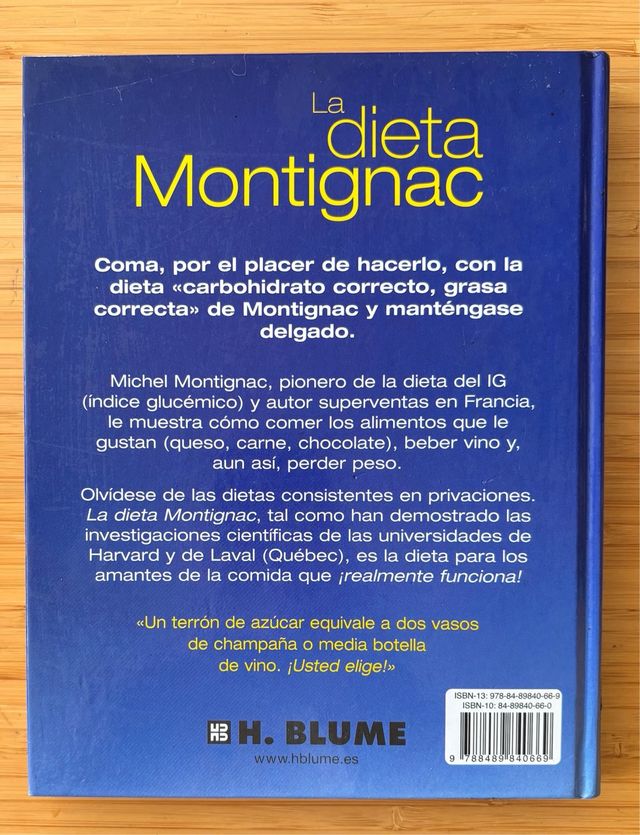 La
dieta
Montignac
Coma, por el placer de hacerlo, con la
dieta «carbohidrato correcto, grasa
correcta» de Montignac y manténgase
delgado.
Michel Montignac, pionero de la dieta del IG
(índice glucémico) y autor superventas en Francia,
le muestra cómo comer los alimentos que le
gustan (queso, carne, chocolate), beber vino y,
aun así, perder peso.
Olvídese de las dietas consistentes en privaciones.
La dieta Montignac, tal como han demostrado las
investigaciones científicas de las universidades de
Harvard y de Laval (Québec), es la dieta para los
amantes de la comida que ¡realmente funciona!
«Un terrón de azúcar equivale a dos vasos
de champaña o media botella
de vino. ¡Usted elige!»
HB H. BLUME
www.hblume.es
ISBN-13: 978-84-89840-66-9
ISBN-10: 84-89840-66-0
9 788489 840669